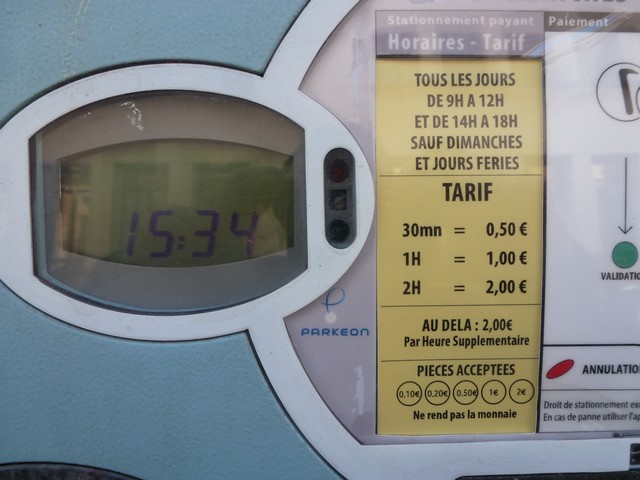 Stationnement payant
Horaires - Tarif
Paiement
TOUS LES JOURS
DE 9H A 12H
ET DE 14H A 18H
SAUF DIMANCHES
ET JOURS FERIES
TARIF
30mn = 0,50 €
1H = 1,00 €
2H = 2,00 €
AU DELA : 2,00€
Par Heure Supplementaire
PIECES ACCEPTEES
0,10€ 0,20€ 0,50€ 1€ 2€
Ne rend pas la monnaie
15:34
PARKEON
VALIDATIO
ANNULATIO
Droit de stationnement exc
En cas de panne utiliser l'ap